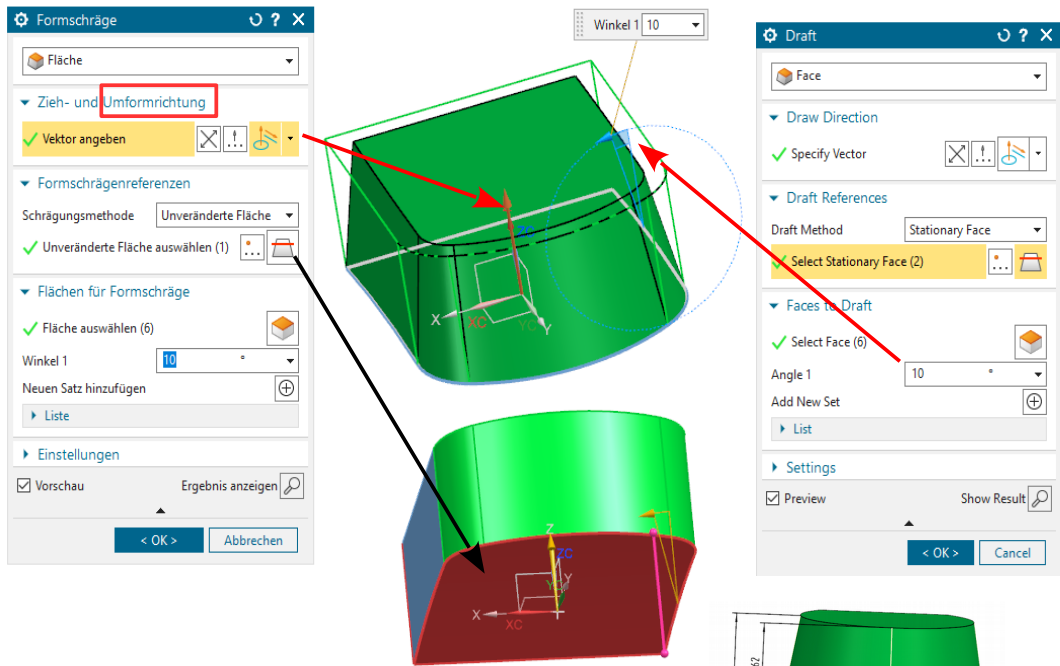 Formschräge
Fläche
Zieh- und Umformrichtung
Vektor angeben
Formschrägenreferenzen
Schrägungsmethode Unveränderte Fläche
Unveränderte Fläche auswählen (1)
Flächen für Formschräge
Fläche auswählen (6)
Winkel 1 10 °
Neuen Satz hinzufügen
Liste
Einstellungen
Vorschau Ergebnis anzeigen
< OK > Abbrechen
Winkel 1 10
ZC
X XC YC Y
Z
ZC
Y Y
X XC
Draft
Face
Draw Direction
Specify Vector
Draft References
Draft Method Stationary Face
Select Stationary Face (2)
Faces to Draft
Select Face (6)
Angle 1 10 °
Add New Set
List
Settings
Preview Show Result
< OK > Cancel
62